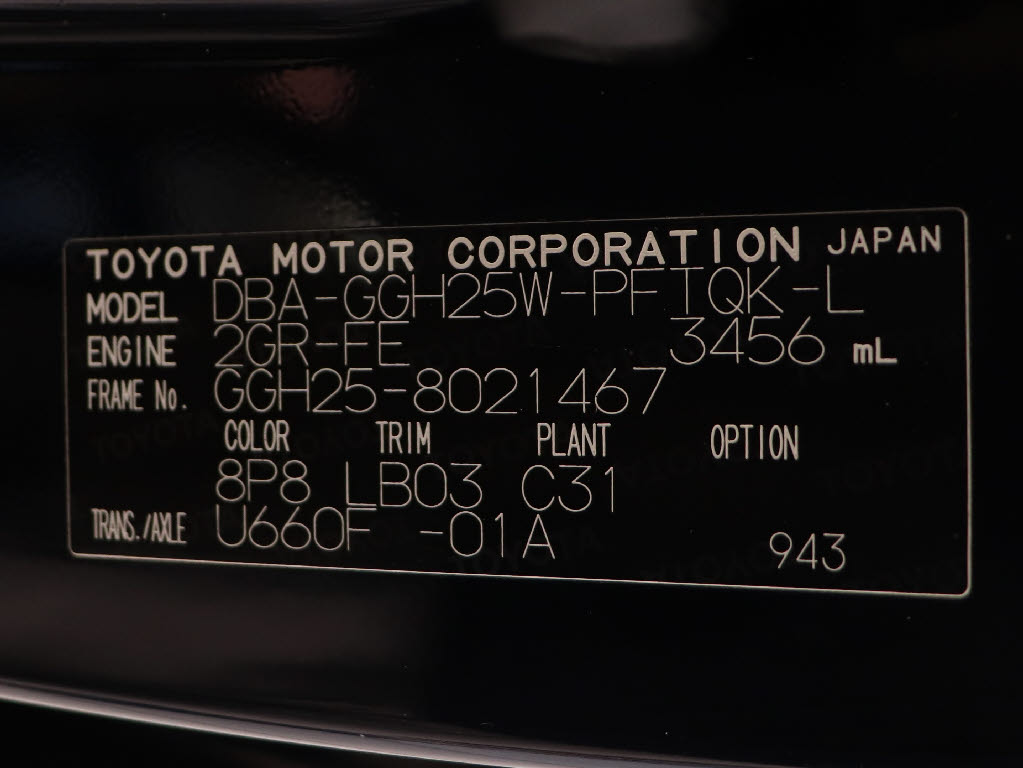 TOYOTA MOTOR CORPORATION JAPAN
MODEL DBA-GGH25W-PFTQK-L
ENGINE 2GR-FE 3456 mL
FRAME No. GGH25-8021467
COLOR TRIM PLANT OPTION
8P8 LB03 C31
TRANS./AXLE U660F -01A 943